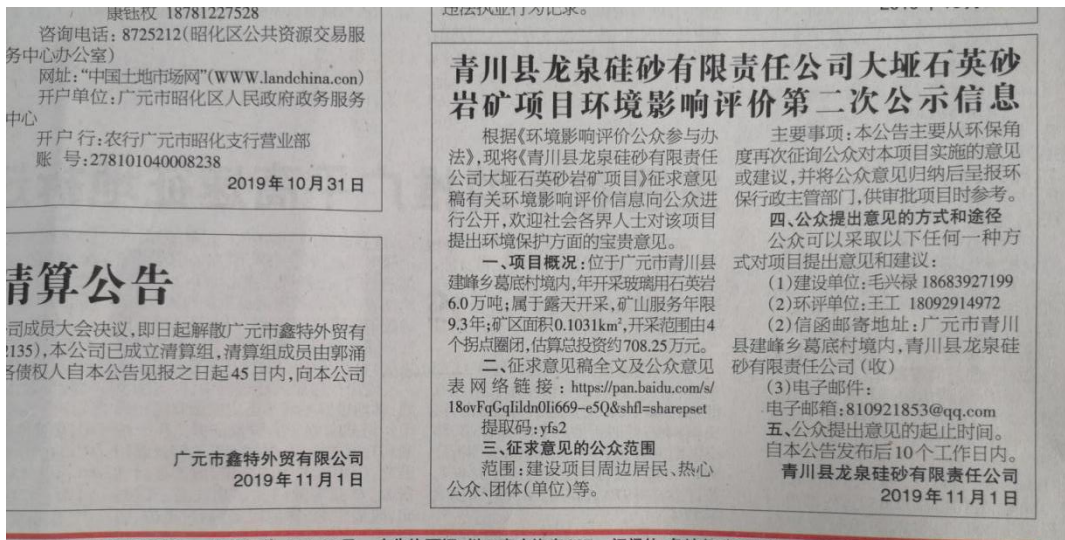 康钰权 18781227528
咨询电话：8725212(昭化区公共资源交易服
务中心办公室)
网址：“中国土地市场网”(WWW.landchina.con)
开户单位：广元市昭化区人民政府政务服务
中心
开户行：农行广元市昭化支行营业部
账 号：278101040008238
2019年10月31日
清算公告
司成员大会决议，即日起解散广元市鑫特外贸有
2135)，本公司已成立清算组，清算组成员由郭涌
各债权人自本公告见报之日起45日内，向本公司
广元市鑫特外贸有限公司
2019年11月1日
违法执业行为记录。
青川县龙泉硅砂有限责任公司大垭石英砂
岩矿项目环境影响评价第二次公示信息
根据《环境影响评价公众参与办
法》，现将《青川县龙泉硅砂有限责任
公司大垭石英砂岩矿项目》征求意见
稿有关环境影响评价信息向公众进
行公开，欢迎社会各界人士对该项目
提出环境保护方面的宝贵意见。
一、项目概况：位于广元市青川县
建峰乡葛底村境内，年开采玻璃用石英岩
6.0万吨；属于露天开采，矿山服务年限
9.3年；矿区面积0.1031km²，开采范围由4
个拐点圈闭，估算总投资约708.25万元。
二、征求意见稿全文及公众意见
表网络链接：https://pan.baidu.com/s/
18ovFqGqIildn0Ii669-e5Q&shfl=sharepset
提取码：yfs2
三、征求意见的公众范围
范围：建设项目周边居民、热心
公众、团体(单位)等。
主要事项：本公告主要从环保角
度再次征询公众对本项目实施的意见
或建议，并将公众意见归纳后呈报环
保行政主管部门，供审批项目时参考。
四、公众提出意见的方式和途径
公众可以采取以下任何一种方
式对项目提出意见和建议：
(1)建设单位：毛兴禄 18683927199
(2)环评单位：王工 18092914972
(2)信函邮寄地址：广元市青川
县建峰乡葛底村境内，青川县龙泉硅
砂有限责任公司(收)
(3)电子邮件：
电子邮箱：810921853@qq.com
五、公众提出意见的起止时间。
自本公告发布后10个工作日内。
青川县龙泉硅砂有限责任公司
2019年11月1日